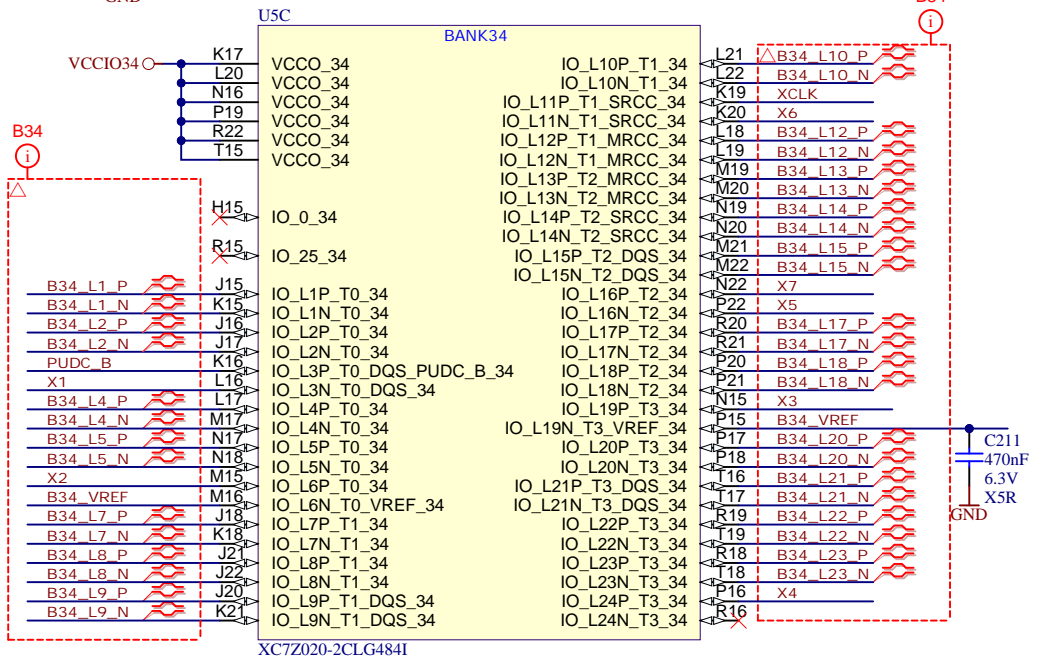 GND
U5C
BANK34
VCCIO34
K17 VCCO_34
L20 VCCO_34
N16 VCCO_34
P19 VCCO_34
R22 VCCO_34
T15 VCCO_34
B34
i
H15 IO_0_34
R15 IO_25_34
B34_L1_P J15 IO_L1P_T0_34
B34_L1_N K15 IO_L1N_T0_34
B34_L2_P J16 IO_L2P_T0_34
B34_L2_N J17 IO_L2N_T0_34
PUDC_B K16 IO_L3P_T0_DQS_PUDC_B_34
X1 L16 IO_L3N_T0_DQS_34
B34_L4_P L17 IO_L4P_T0_34
B34_L4_N M17 IO_L4N_T0_34
B34_L5_P N17 IO_L5P_T0_34
B34_L5_N N18 IO_L5N_T0_34
X2 M15 IO_L6P_T0_34
B34_VREF M16 IO_L6N_T0_VREF_34
B34_L7_P J18 IO_L7P_T1_34
B34_L7_N K18 IO_L7N_T1_34
B34_L8_P J21 IO_L8P_T1_34
B34_L8_N J22 IO_L8N_T1_34
B34_L9_P J20 IO_L9P_T1_DQS_34
B34_L9_N K21 IO_L9N_T1_DQS_34
i
IO_L10P_T1_34 L21 B34_L10_P
IO_L10N_T1_34 L22 B34_L10_N
IO_L11P_T1_SRCC_34 K19 XCLK
IO_L11N_T1_SRCC_34 K20 X6
IO_L12P_T1_MRCC_34 L18 B34_L12_P
IO_L12N_T1_MRCC_34 L19 B34_L12_N
IO_L13P_T2_MRCC_34 M19 B34_L13_P
IO_L13N_T2_MRCC_34 M20 B34_L13_N
IO_L14P_T2_SRCC_34 N19 B34_L14_P
IO_L14N_T2_SRCC_34 N20 B34_L14_N
IO_L15P_T2_DQS_34 M21 B34_L15_P
IO_L15N_T2_DQS_34 M22 B34_L15_N
IO_L16P_T2_34 N22 X7
IO_L16N_T2_34 P22 X5
IO_L17P_T2_34 R20 B34_L17_P
IO_L17N_T2_34 R21 B34_L17_N
IO_L18P_T2_34 P20 B34_L18_P
IO_L18N_T2_34 P21 B34_L18_N
IO_L19P_T3_34 N15 X3
IO_L19N_T3_VREF_34 P15 B34_VREF
IO_L20P_T3_34 P17 B34_L20_P
IO_L20N_T3_34 P18 B34_L20_N
IO_L21P_T3_DQS_34 T16 B34_L21_P
IO_L21N_T3_DQS_34 T17 B34_L21_N
IO_L22P_T3_34 R19 B34_L22_P
IO_L22N_T3_34 T19 B34_L22_N
IO_L23P_T3_34 R18 B34_L23_P
IO_L23N_T3_34 T18 B34_L23_N
IO_L24P_T3_34 P16 X4
IO_L24N_T3_34 R16
C211
470nF
6.3V
X5R
GND
XC7Z020-2CLG484I